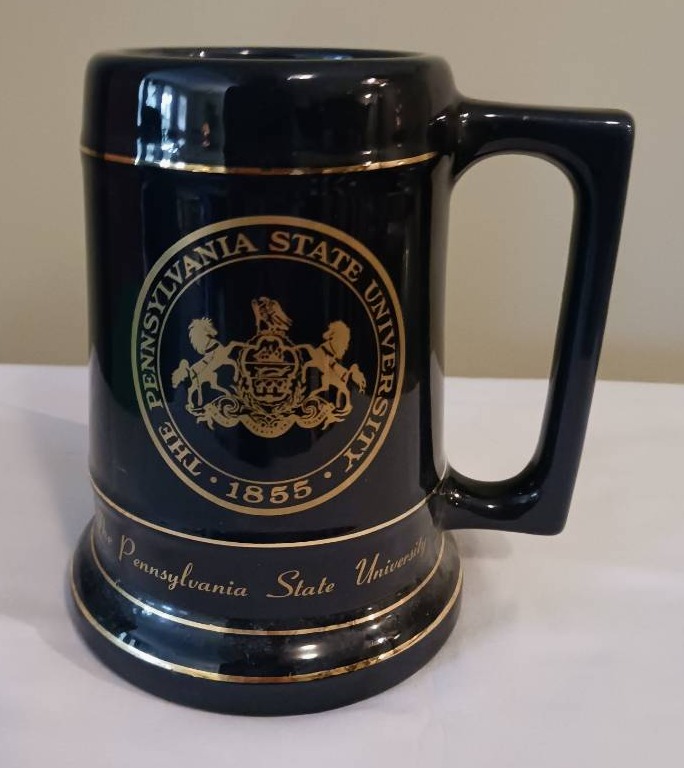 THE PENNSYLVANIA STATE UNIVERSITY
· 1855 ·
The Pennsylvania State University